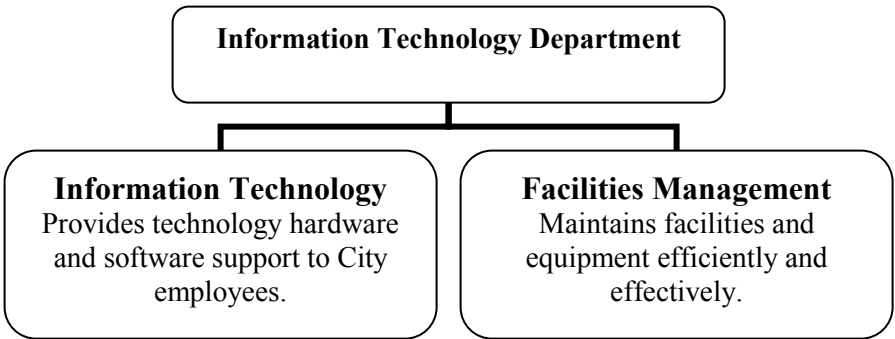 Information Technology Department
Information Technology
Provides technology hardware
and software support to City
employees.
Facilities Management
Maintains facilities and
equipment efficiently and
effectively.